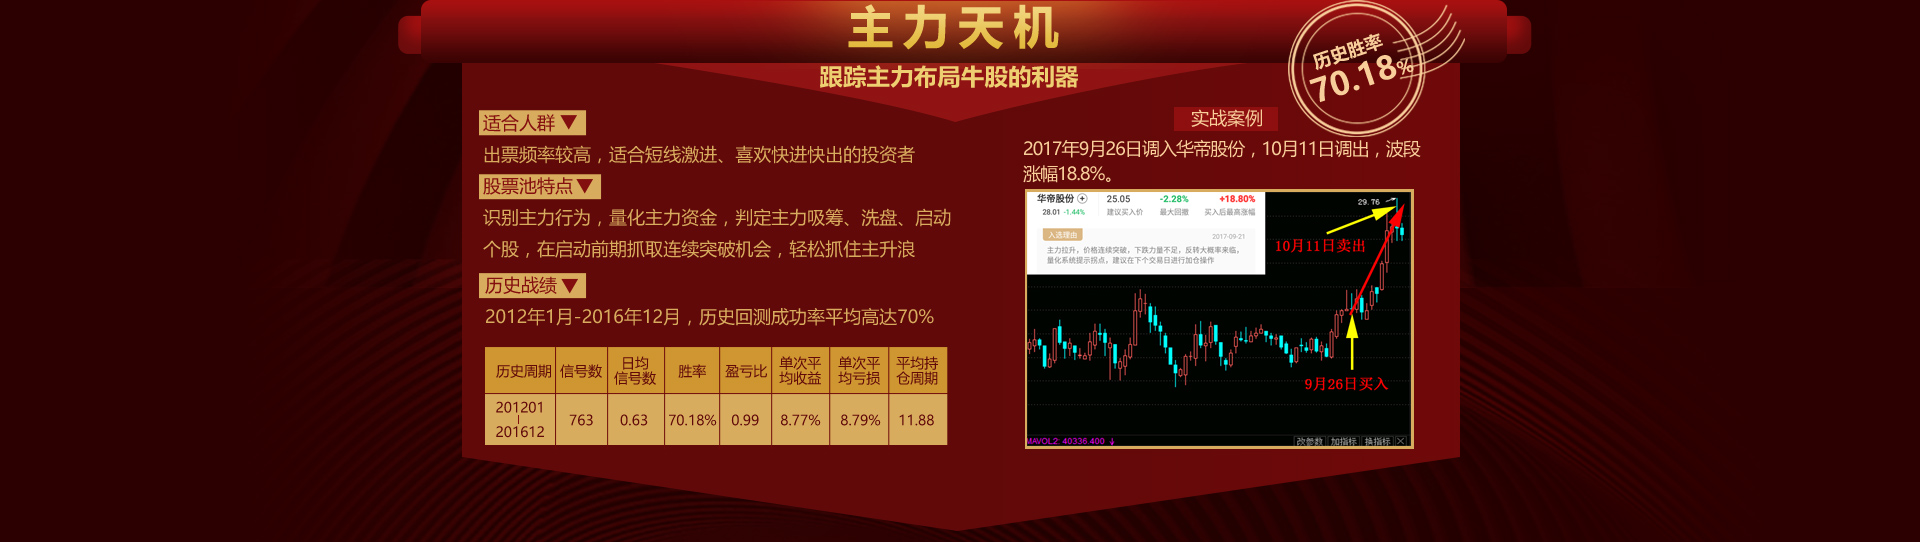 主力天机
跟踪主力布局牛股的利器
历史胜率
70.18%
适合人群▼
出票频率较高，适合短线激进、喜欢快进快出的投资者
股票池特点▼
识别主力行为，量化主力资金，判定主力吸筹、洗盘、启动
个股，在启动前期抓取连续突破机会，轻松抓住主升浪
历史战绩▼
2012年1月-2016年12月，历史回测成功率平均高达70%
历史周期 信号数 日均信号数 胜率 盈亏比 单次平均收益 单次平均亏损 平均持仓周期
201201|201612 763 0.63 70.18% 0.99 8.77% 8.79% 11.88
实战案例
2017年9月26日调入华帝股份，10月11日调出，波段
涨幅18.8%。
华帝股份 25.05 -2.28% +18.80%
28.01 -1.44% 建议买入价 最大回撤 买入后最高涨幅
入选理由 2017-09-21
主力拉升，价格连续突破，下跌力量不足，反转大概率来临，
量化系统提示拐点，建议在下个交易日进行加仓操作
29.76
10月11日卖出
9月26日买入
MAVOL2: 40336.400 ↓
改参数 加指标 换指标